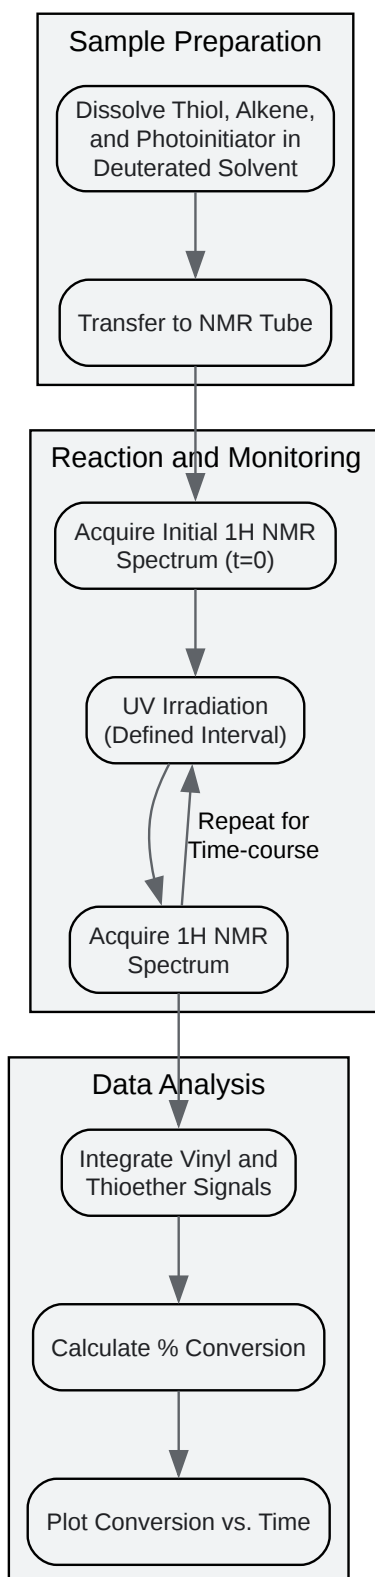 Sample Preparation
Dissolve Thiol, Alkene,
and Photoinitiator in
Deuterated Solvent
Transfer to NMR Tube
Reaction and Monitoring
Acquire Initial 1H NMR
Spectrum (t=0)
UV Irradiation
(Defined Interval)
Repeat for
Time-course
Acquire 1H NMR
Spectrum
Data Analysis
Integrate Vinyl and
Thioether Signals
Calculate % Conversion
Plot Conversion vs. Time